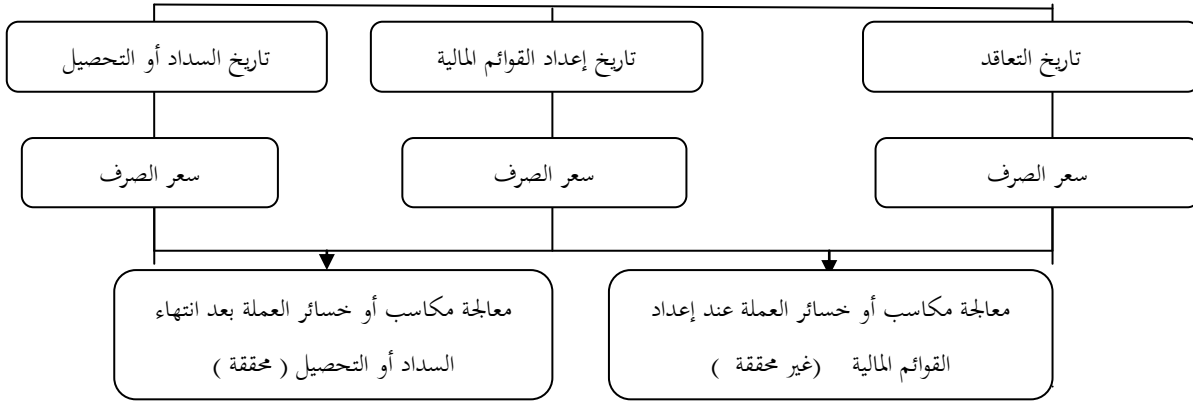 تاريخ التعاقد
تاريخ إعداد القوائم المالية
تاريخ السداد أو التحصيل
سعر الصرف
سعر الصرف
سعر الصرف
معالجة مكاسب أو خسائر العملة عند إعداد
القوائم المالية (غير محققة )
معالجة مكاسب أو خسائر العملة بعد انتهاء
السداد أو التحصيل ( محققة )